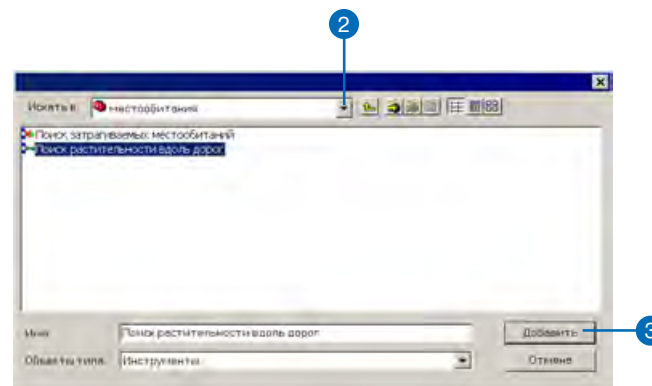 2
Искать в: местообитания
Поиск затрагиваемых местообитаний
Поиск растительности вдоль дорог
Имя: Поиск растительности вдоль дорог Добавить 3
Объекты типа: Инструменты Отмена